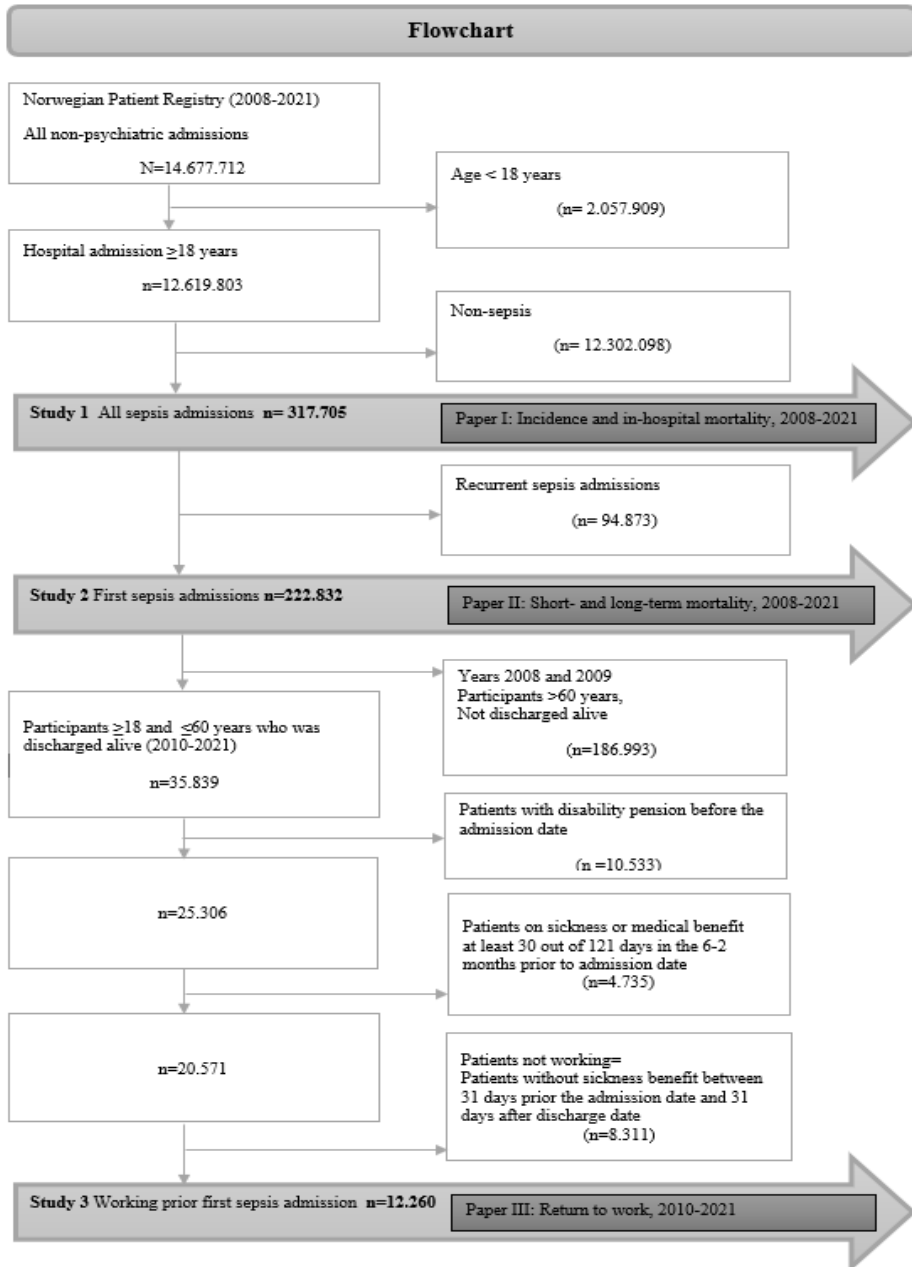 Flowchart
Norwegian Patient Registry (2008-2021)
All non-psychiatric admissions
N=14.677.712
Age < 18 years
(n= 2.057.909)
Hospital admission ≥18 years
n=12.619.803
Non-sepsis
(n= 12.302.098)
Study 1 All sepsis admissions n= 317.705
Paper I: Incidence and in-hospital mortality, 2008-2021
Recurrent sepsis admissions
(n= 94.873)
Study 2 First sepsis admissions n=222.832
Paper II: Short- and long-term mortality, 2008-2021
Years 2008 and 2009
Participants >60 years,
Not discharged alive
(n=186.993)
Participants ≥18 and ≤60 years who was
discharged alive (2010-2021)
n=35.839
Patients with disability pension before the
admission date
(n =10.533)
n=25.306
Patients on sickness or medical benefit
at least 30 out of 121 days in the 6-2
months prior to admission date
(n=4.735)
n=20.571
Patients not working=
Patients without sickness benefit between
31 days prior the admission date and 31
days after discharge date
(n=8.311)
Study 3 Working prior first sepsis admission n=12.260
Paper III: Return to work, 2010-2021